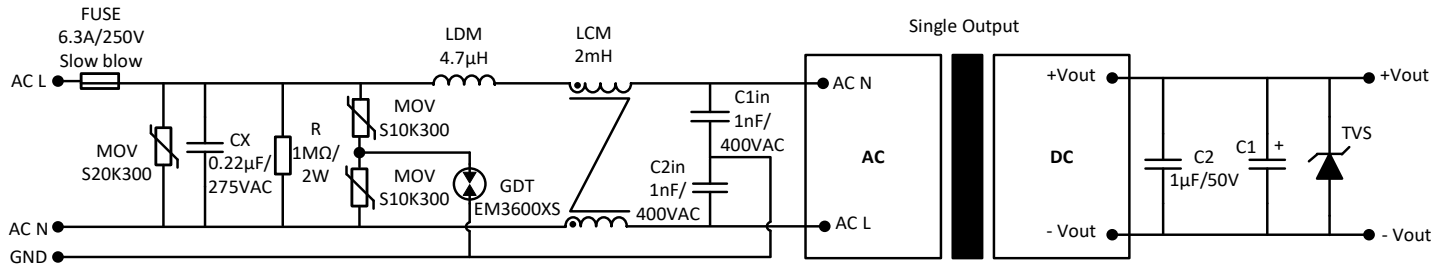 FUSE
6.3A/250V
Slow blow
AC L
AC N
GND
MOV
S20K300
CX
0.22µF/
275VAC
R
1MΩ/
2W
MOV
S10K300
MOV
S10K300
GDT
EM3600XS
LDM
4.7µH
LCM
2mH
C1in
1nF/
400VAC
C2in
1nF/
400VAC
Single Output
AC N
AC
AC L
+Vout
DC
- Vout
C2
1µF/50V
C1
+
TVS
+Vout
- Vout